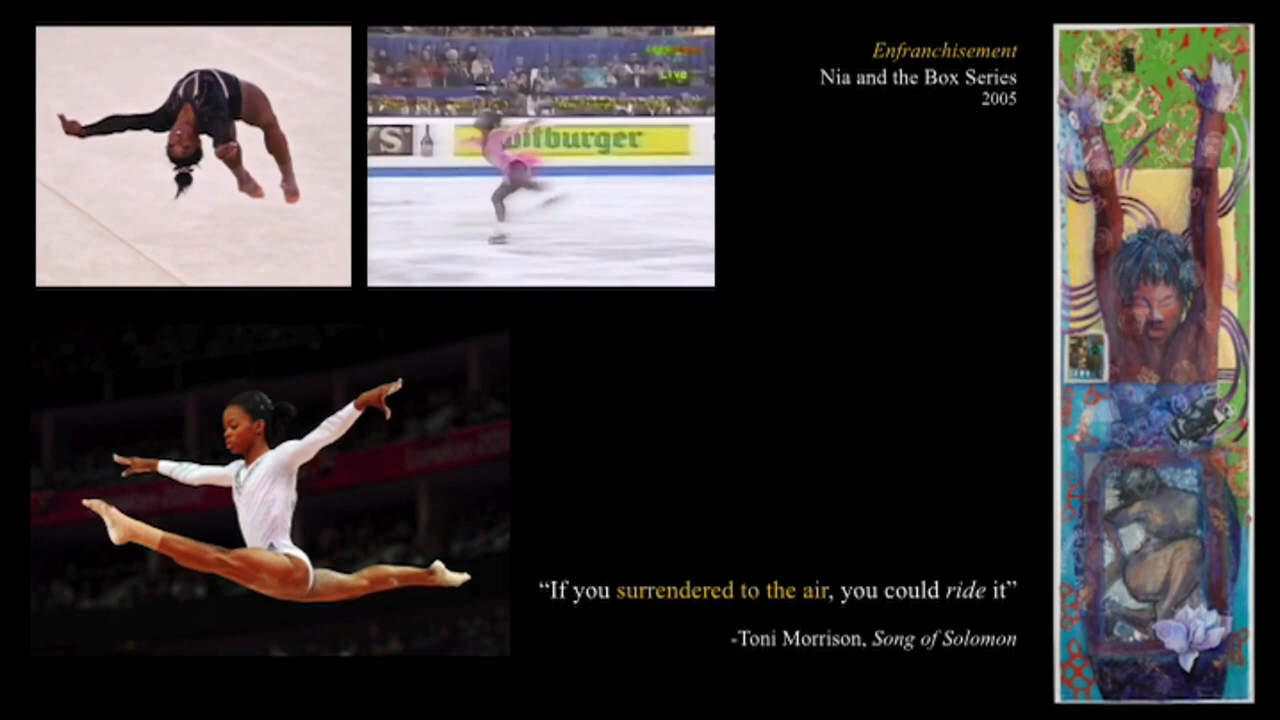 Enfranchisement
Nia and the Box Series
2005
LIVE
S
itburger
“If you surrendered to the air, you could ride it”
-Toni Morrison, Song of Solomon